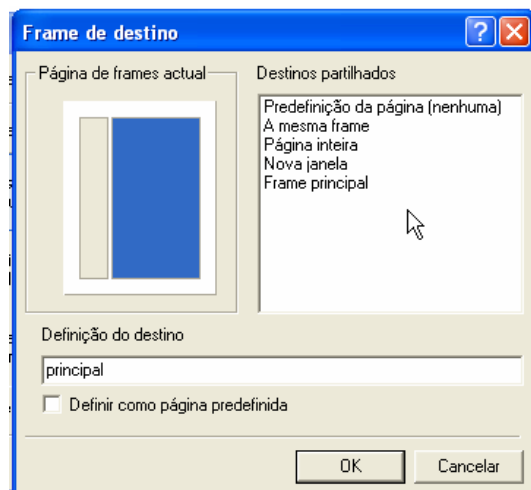 Frame de destino
Página de frames actual
Destinos partilhados
Predefinição da página (nenhuma)
A mesma frame
Página inteira
Nova janela
Frame principal
Definição do destino
principal
Definir como página predefinida
OK
Cancelar